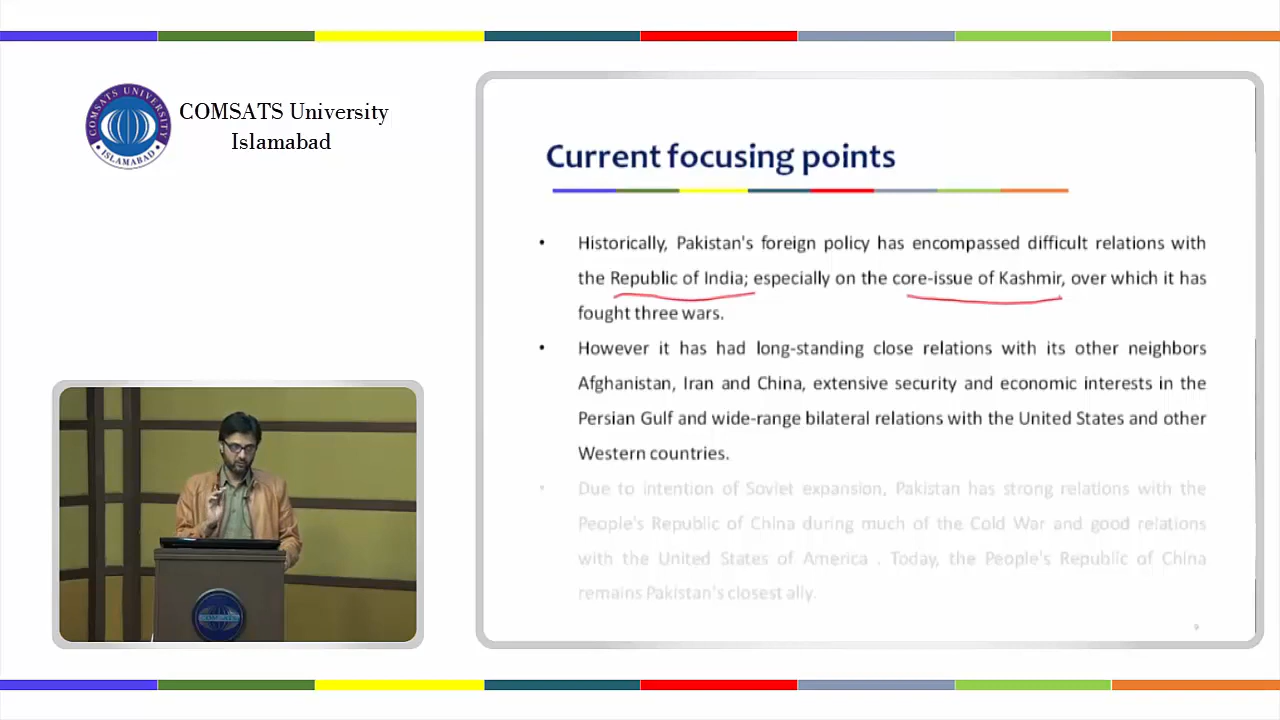 COMSATS UNIVERSITY
ISLAMABAD
COMSATS University
Islamabad
Current focusing points
• Historically, Pakistan's foreign policy has encompassed difficult relations with
the Republic of India; especially on the core-issue of Kashmir, over which it has
fought three wars.
• However it has had long-standing close relations with its other neighbors
Afghanistan, Iran and China, extensive security and economic interests in the
Persian Gulf and wide-range bilateral relations with the United States and other
Western countries.
• Due to intention of Soviet expansion, Pakistan has strong relations with the
People's Republic of China during much of the Cold War and good relations
with the United States of America . Today, the People's Republic of China
remains Pakistan's closest ally.
9